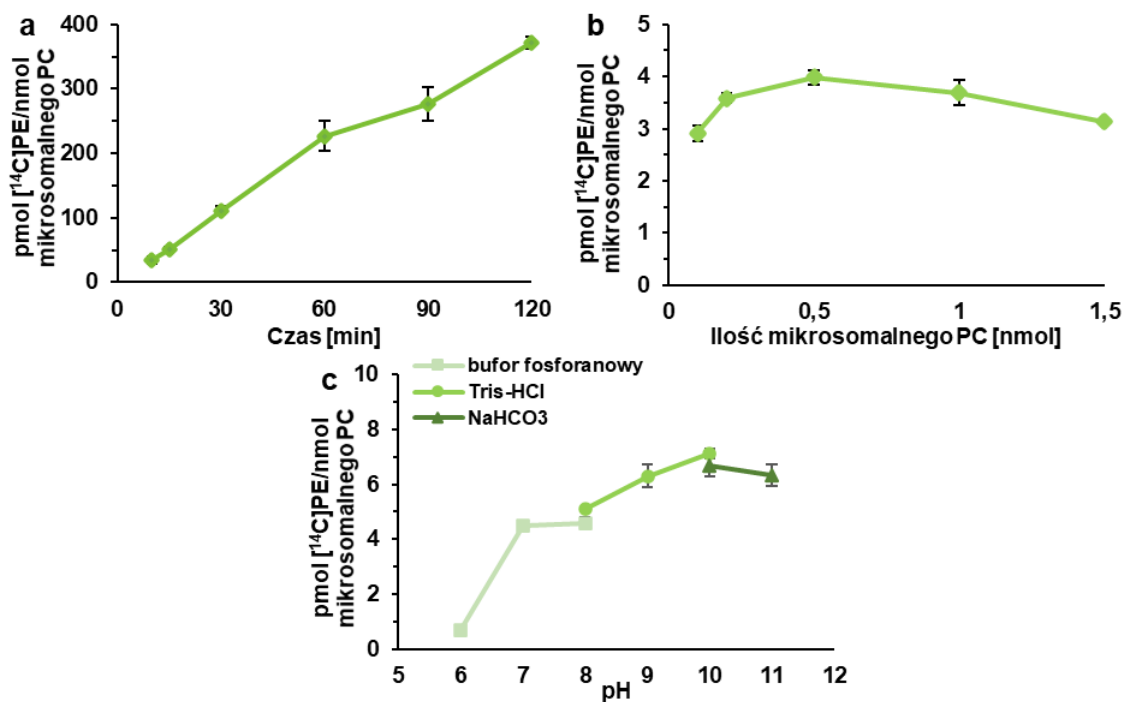 a
pmol [¹⁴C]PE/nmol
mikrosomalnego PC
400
300
200
100
0
0 30 60 90 120
Czas [min]
b
pmol [¹⁴C]PE/nmol
mikrosomalnego PC
5
4
3
2
1
0
0 0,5 1 1,5
Ilość mikrosomalnego PC [nmol]
c
bufor fosforanowy
Tris-HCl
NaHCO3
pmol [¹⁴C]PE/nmol
mikrosomalnego PC
10
8
6
4
2
0
5 6 7 8 9 10 11 12
pH